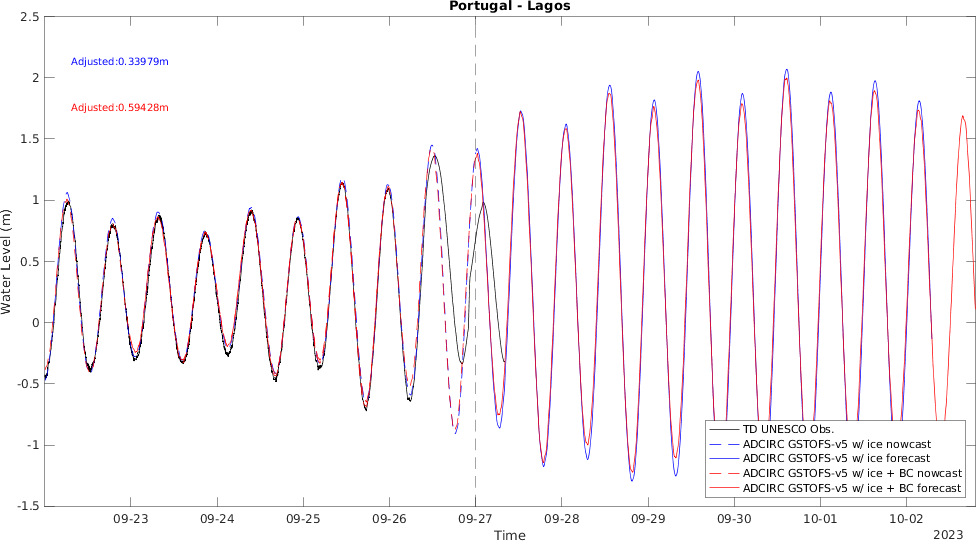 Portugal - Lagos
2.5
2
1.5
1
0.5
0
-0.5
-1
-1.5
Water Level (m)
Adjusted:0.33979m
Adjusted:0.59428m
TD UNESCO Obs.
ADCIRC GSTOFS-v5 w/ ice nowcast
ADCIRC GSTOFS-v5 w/ ice forecast
ADCIRC GSTOFS-v5 w/ ice + BC nowcast
ADCIRC GSTOFS-v5 w/ ice + BC forecast
09-23 09-24 09-25 09-26 09-27 09-28 09-29 09-30 10-01 10-02
Time
2023